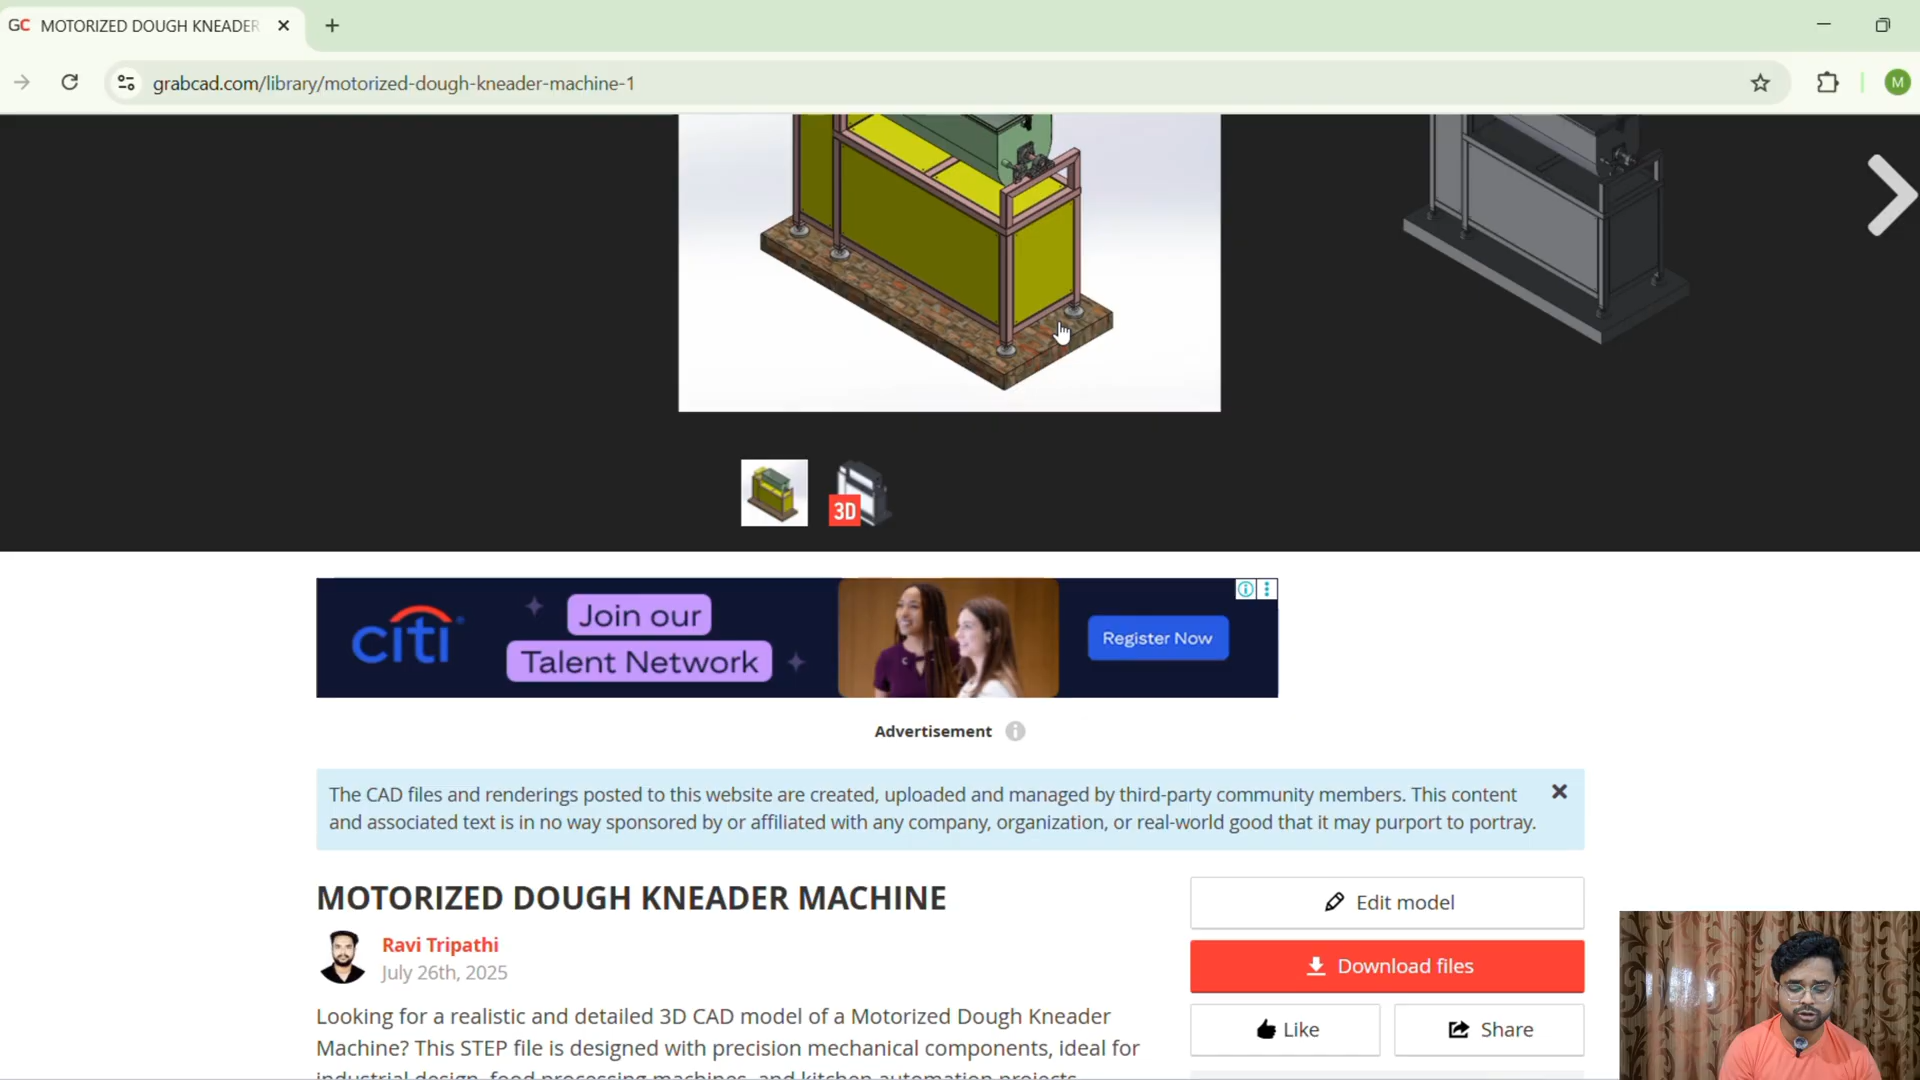 GC MOTORIZED DOUGH KNEADER
grabcad.com/library/motorized-dough-kneader-machine-1
M
3D
citi
Join our
Talent Network
Register Now
Advertisement
The CAD files and renderings posted to this website are created, uploaded and managed by third-party community members. This content
and associated text is in no way sponsored by or affiliated with any company, organization, or real-world good that it may purport to portray.
MOTORIZED DOUGH KNEADER MACHINE
Edit model
Ravi Tripathi
July 26th, 2025
Download files
Looking for a realistic and detailed 3D CAD model of a Motorized Dough Kneader
Like
Share
Machine? This STEP file is designed with precision mechanical components, ideal for
industrial design, food processing machines, and kitchen automation projects.